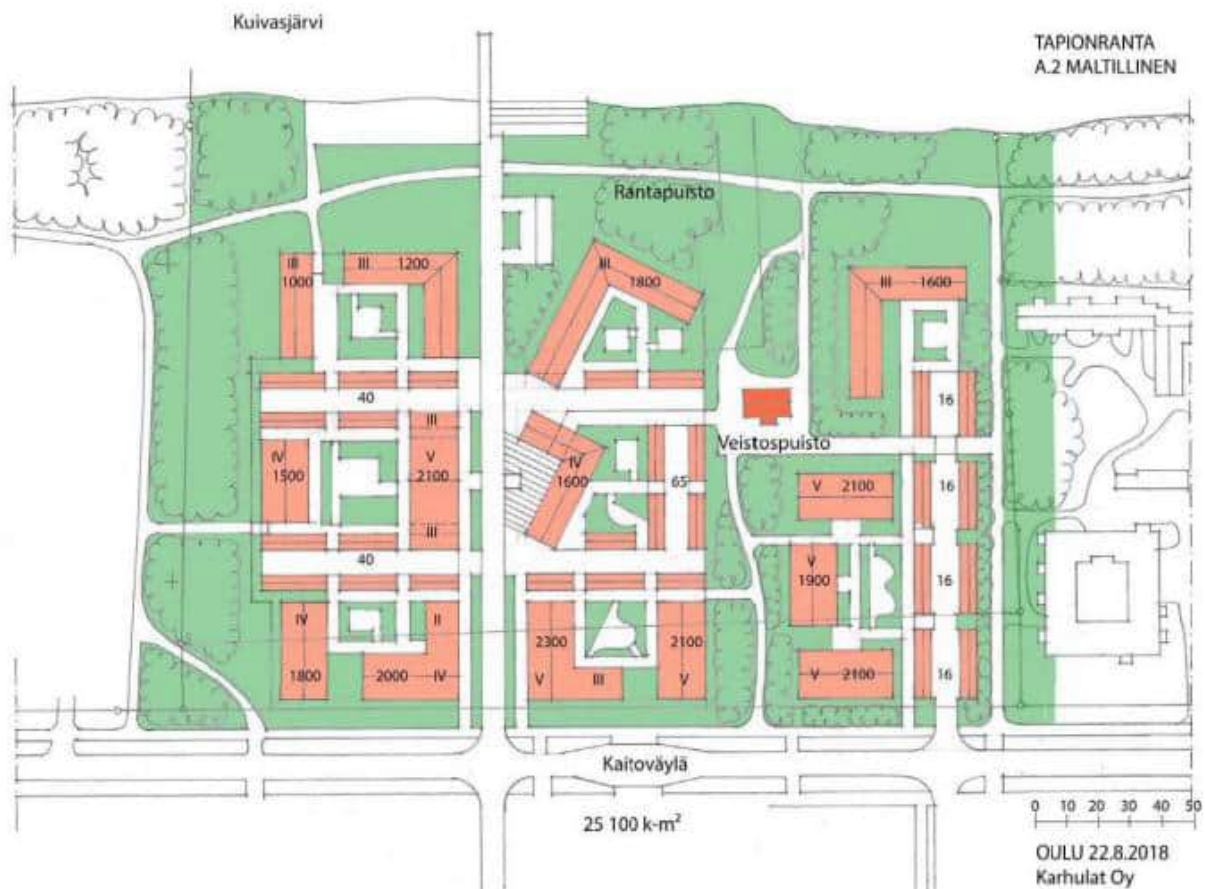 Kuivasjärvi
TAPIONRANTA
A.2 MALTILLINEN
Rantapuisto
III
1000
III 1200
III
1800
III 1600
40
16
III
Veistospuisto
IV
1500
V
2100
IV
1600
65
V 2100
16
III
40
V
1900
16
IV
1800
II
2000 IV
2300
V
III
2100
V
V 2100
16
Kaitoväylä
25 100 k-m²
0 10 20 30 40 50
OULU 22.8.2018
Karhulat Oy